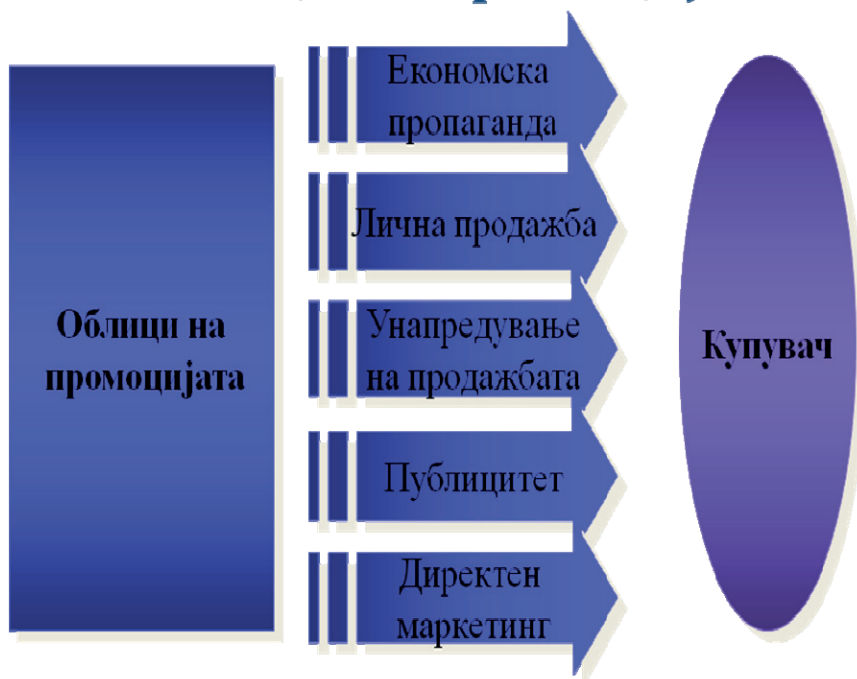 Облици на
промоцијата
Економска
пропаганда
Лична продажба
Унапредување
на продажбата
Публицитет
Директен
маркетинг
Купувач